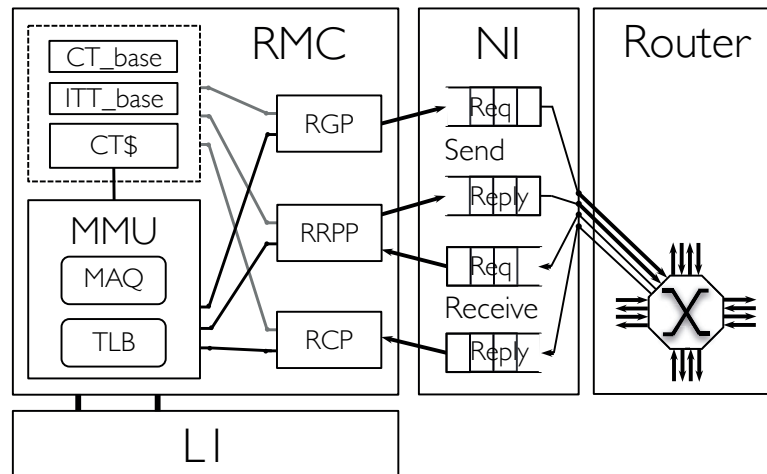 RMC
CT_base
ITT_base
CT$
MMU
MAQ
TLB
RGP
RRPP
RCP
NI
Req
Send
Reply
Req
Receive
Reply
Router
L1